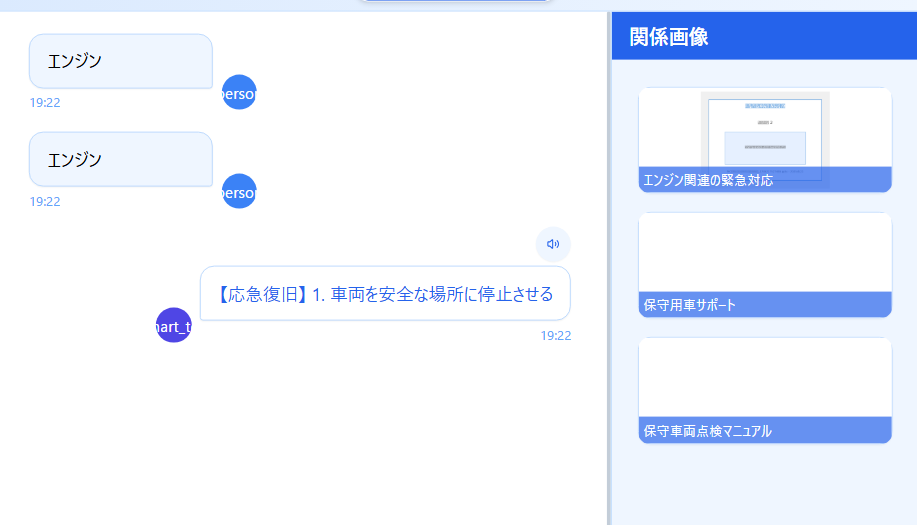 エンジン
19:22
person
エンジン
19:22
person
【応急復旧】 1. 車両を安全な場所に停止させる
mart_t
19:22
関係画像
エンジン関連の緊急対応
保守用車サポート
保守車両点検マニュアル